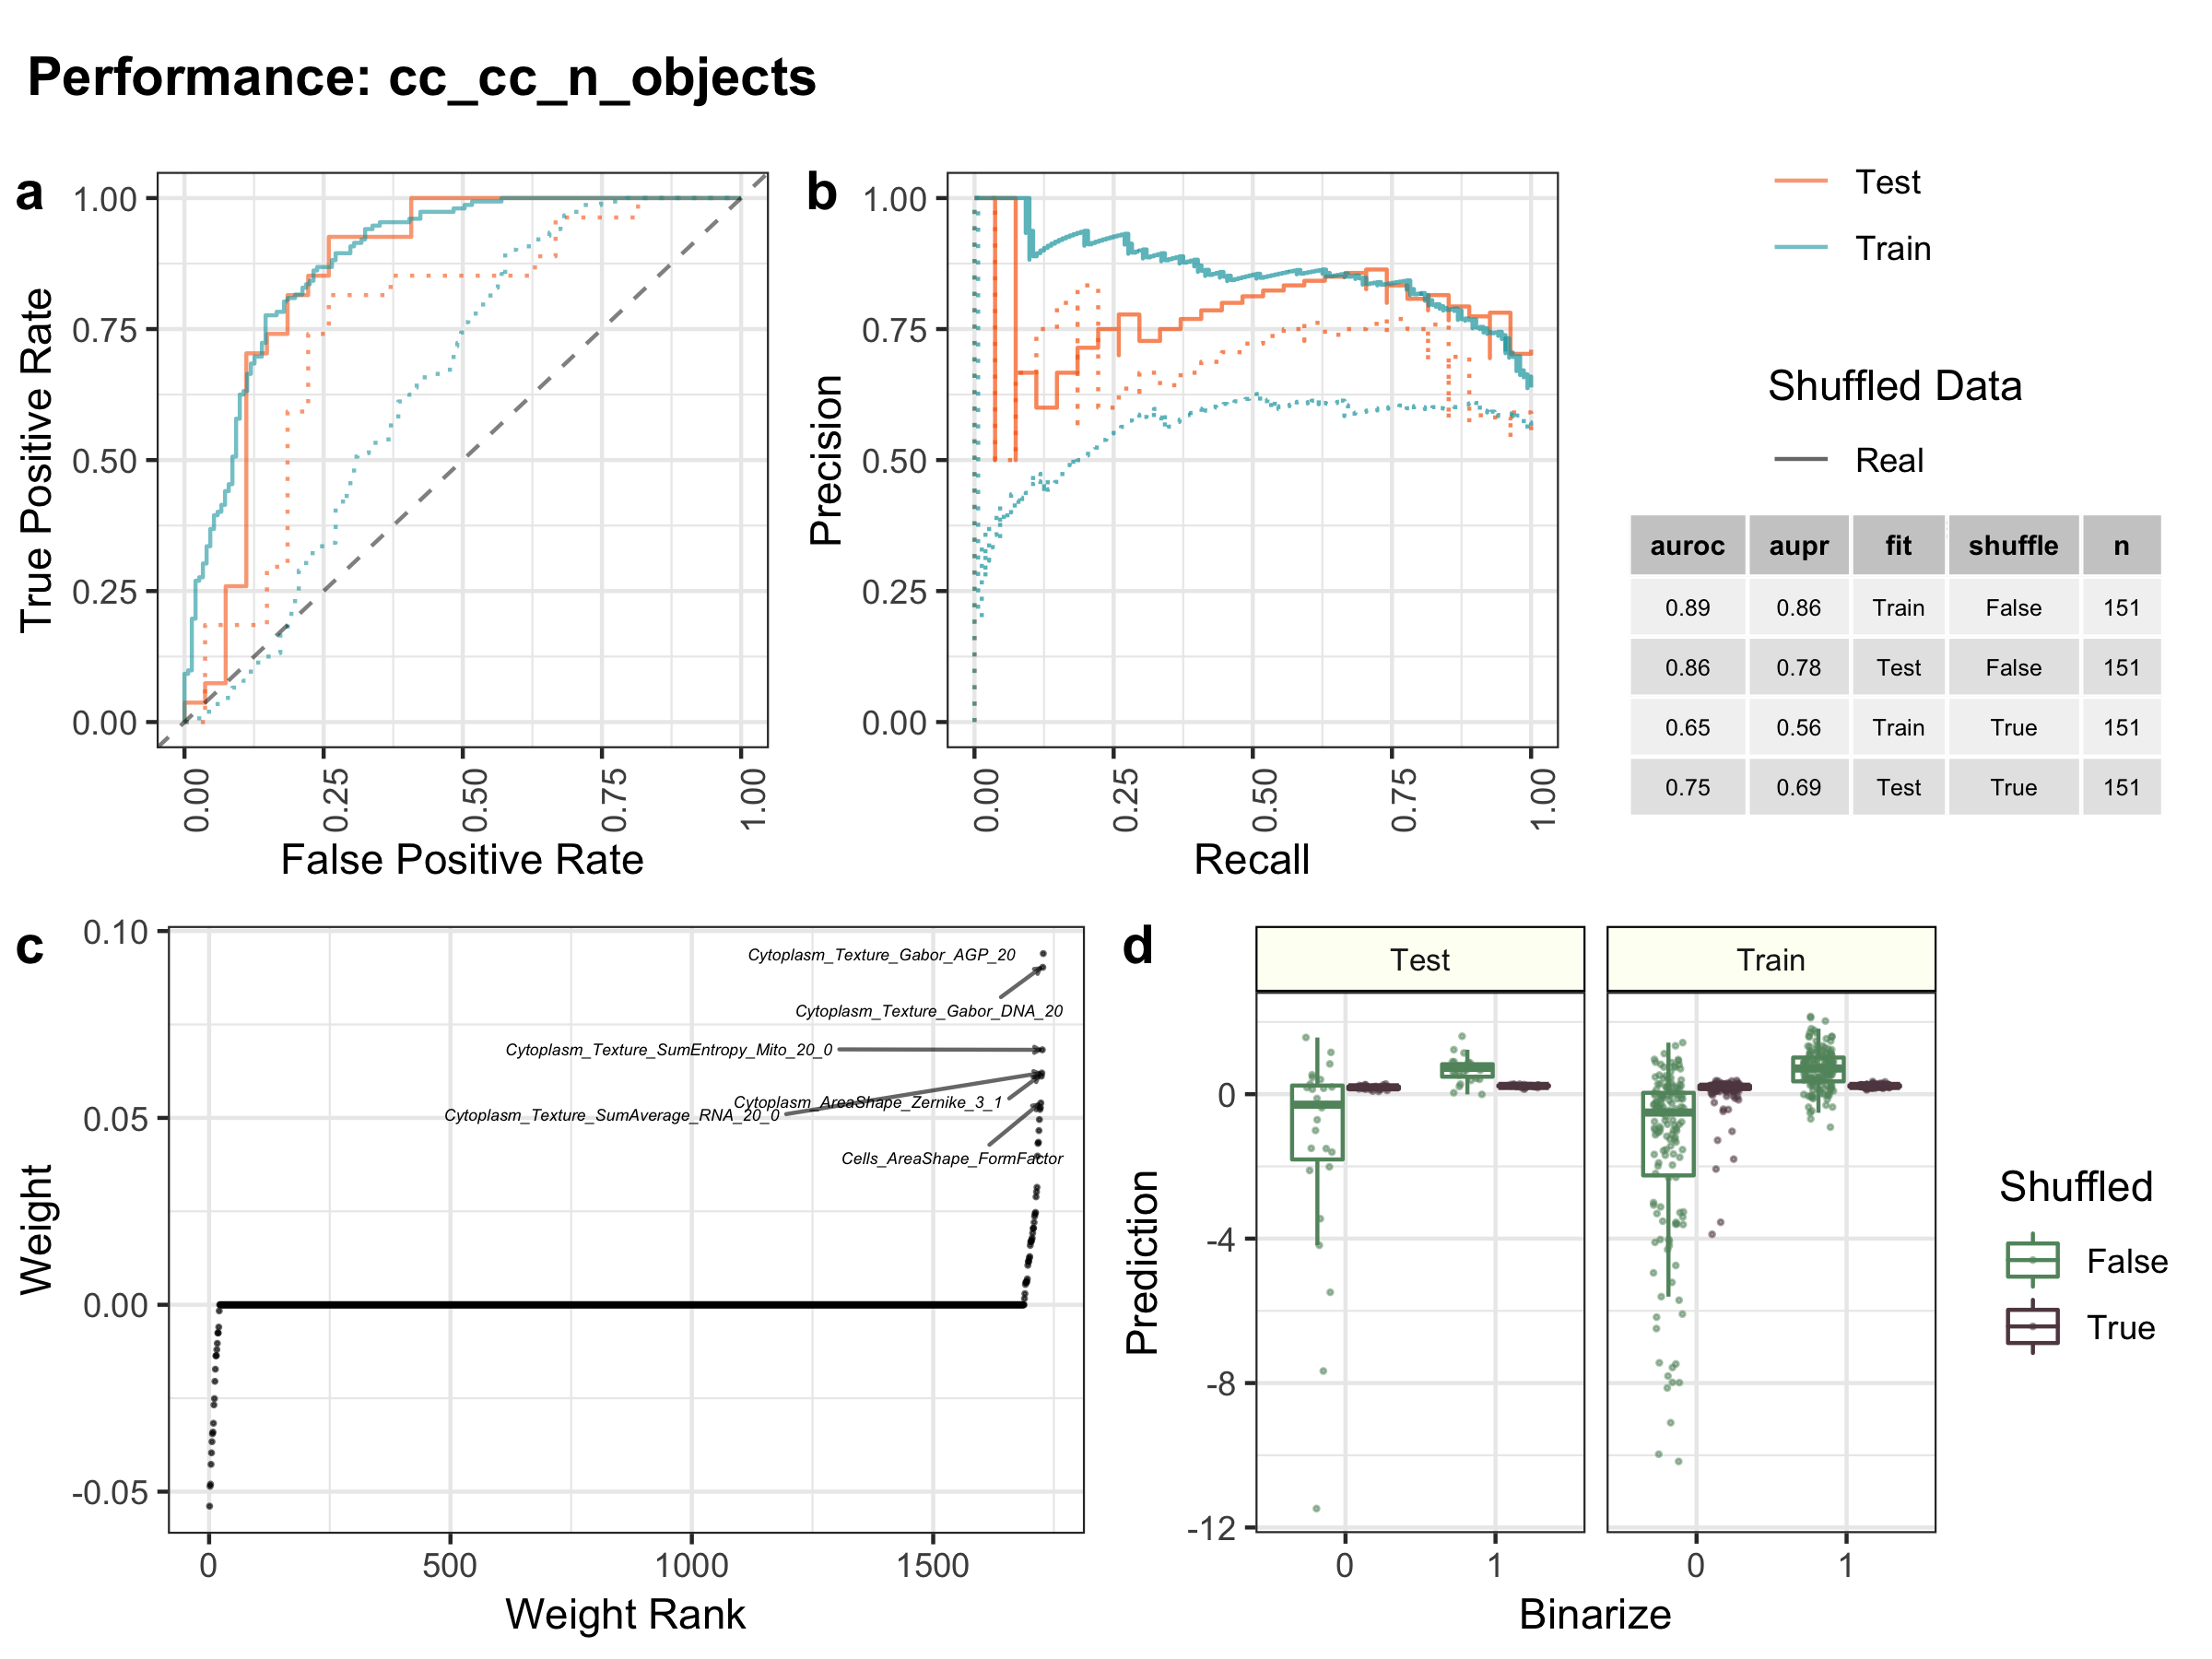 Performance: cc_cc_n_objects
a
1.00
0.75
0.50
0.25
0.00
True Positive Rate
0.00
0.25
0.50
0.75
1.00
False Positive Rate
b
1.00
0.75
0.50
0.25
0.00
Precision
0.00
0.25
0.50
0.75
1.00
Recall
Test
Train
Shuffled Data
Real
auroc aupr fit shuffle n
0.89 0.86 Train False 151
0.86 0.78 Test False 151
0.65 0.56 Train True 151
0.75 0.69 Test True 151
c
0.10
0.05
0.00
-0.05
Weight
Cytoplasm_Texture_Gabor_AGP_20
Cytoplasm_Texture_Gabor_DNA_20
Cytoplasm_Texture_SumEntropy_Mito_20_0
Cytoplasm_AreaShape_Zernike_3_1
Cytoplasm_Texture_SumAverage_RNA_20_0
Cells_AreaShape_FormFactor
0
500
1000
1500
Weight Rank
d
Test
Train
0
-4
-8
-12
Prediction
0
1
0
1
Binarize
Shuffled
False
True